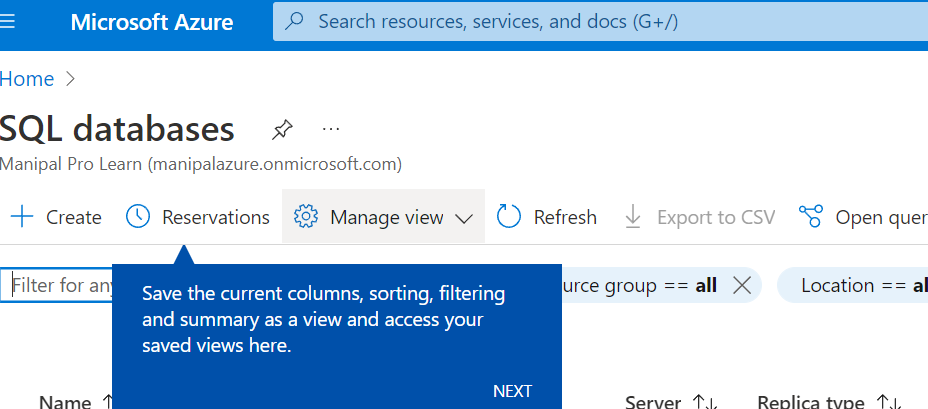 Microsoft Azure
Search resources, services, and docs (G+/)
Home
SQL databases
Manipal Pro Learn (manipalazure.onmicrosoft.com)
Create Reservations Manage view Refresh Export to CSV Open quer
Filter for any urce group == all Location == al
Save the current columns, sorting, filtering
and summary as a view and access your
saved views here.
NEXT
Name Server Replica type